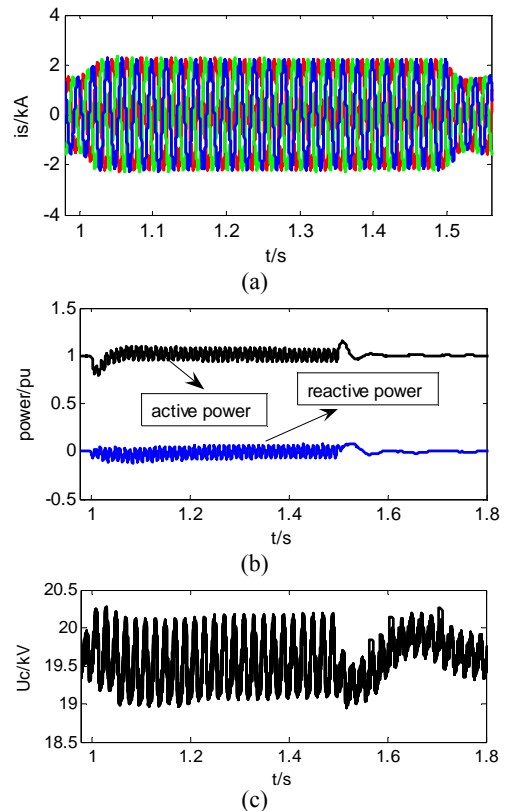 4
2
0
-2
-4
is/kA
1 1.1 1.2 1.3 1.4 1.5
t/s
(a)
1.5
1
0.5
0
-0.5
power/pu
active power
reactive power
1 1.2 1.4 1.6 1.8
t/s
(b)
20.5
20
19.5
19
18.5
Uc/kV
1 1.2 1.4 1.6 1.8
t/s
(c)